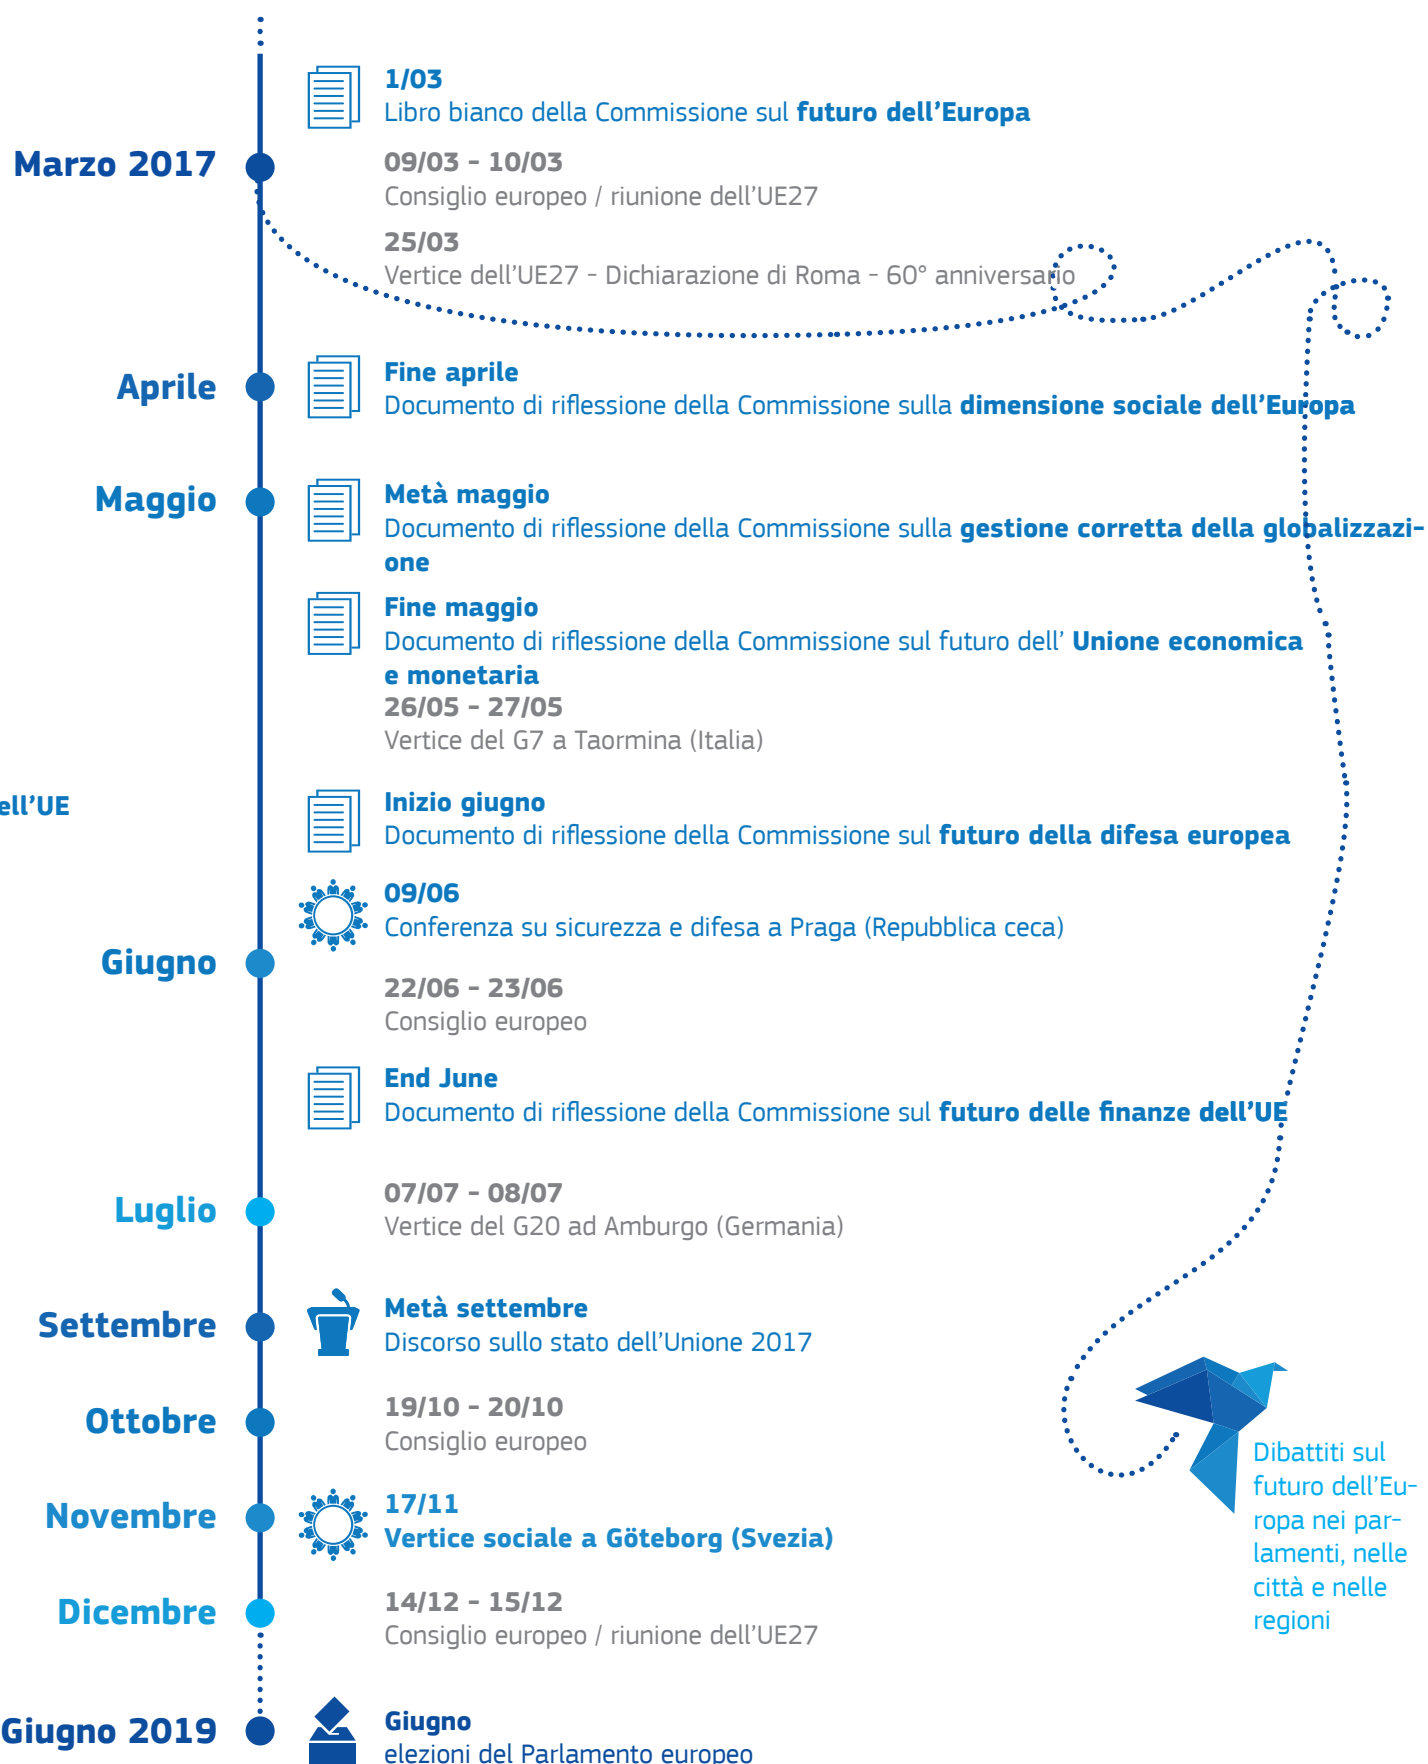 Marzo 2017
1/03
Libro bianco della Commissione sul futuro dell'Europa
09/03 - 10/03
Consiglio europeo / riunione dell'UE27
25/03
Vertice dell'UE27 - Dichiarazione di Roma - 60° anniversario
Aprile
Fine aprile
Documento di riflessione della Commissione sulla dimensione sociale dell'Europa
Maggio
Metà maggio
Documento di riflessione della Commissione sulla gestione corretta della globalizzazi-
one
Fine maggio
Documento di riflessione della Commissione sul futuro dell' Unione economica
e monetaria
26/05 - 27/05
Vertice del G7 a Taormina (Italia)
ell'UE
Inizio giugno
Documento di riflessione della Commissione sul futuro della difesa europea
Giugno
09/06
Conferenza su sicurezza e difesa a Praga (Repubblica ceca)
22/06 - 23/06
Consiglio europeo
End June
Documento di riflessione della Commissione sul futuro delle finanze dell'UE
Luglio
07/07 - 08/07
Vertice del G20 ad Amburgo (Germania)
Settembre
Metà settembre
Discorso sullo stato dell'Unione 2017
Ottobre
19/10 - 20/10
Consiglio europeo
Novembre
17/11
Vertice sociale a Göteborg (Svezia)
Dicembre
14/12 - 15/12
Consiglio europeo / riunione dell'UE27
Dibattiti sul
futuro dell'Eu-
ropa nei par-
lamenti, nelle
città e nelle
regioni
Giugno 2019
Giugno
elezioni del Parlamento europeo